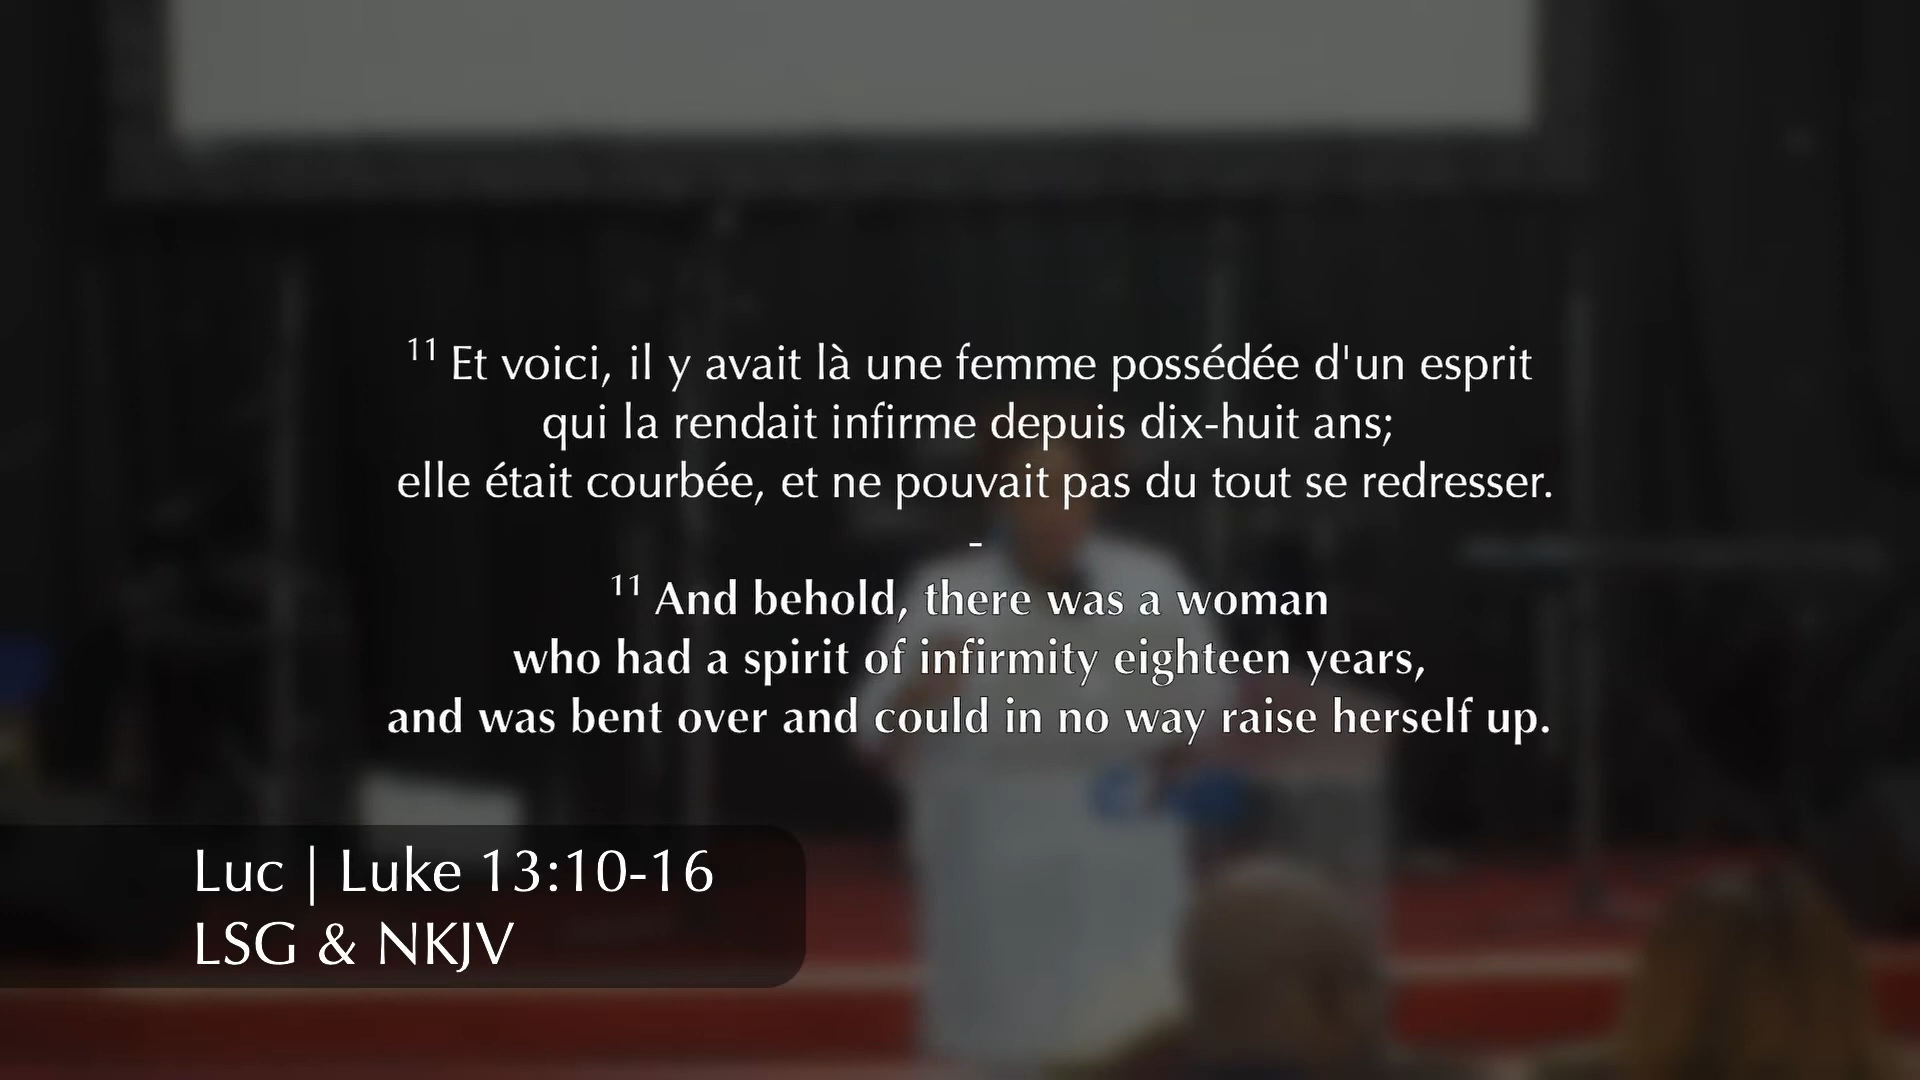 11 Et voici, il y avait là une femme possédée d'un esprit
qui la rendait infirme depuis dix-huit ans;
elle était courbée, et ne pouvait pas du tout se redresser.
-
11 And behold, there was a woman
who had a spirit of infirmity eighteen years,
and was bent over and could in no way raise herself up.
Luc | Luke 13:10-16
LSG & NKJV